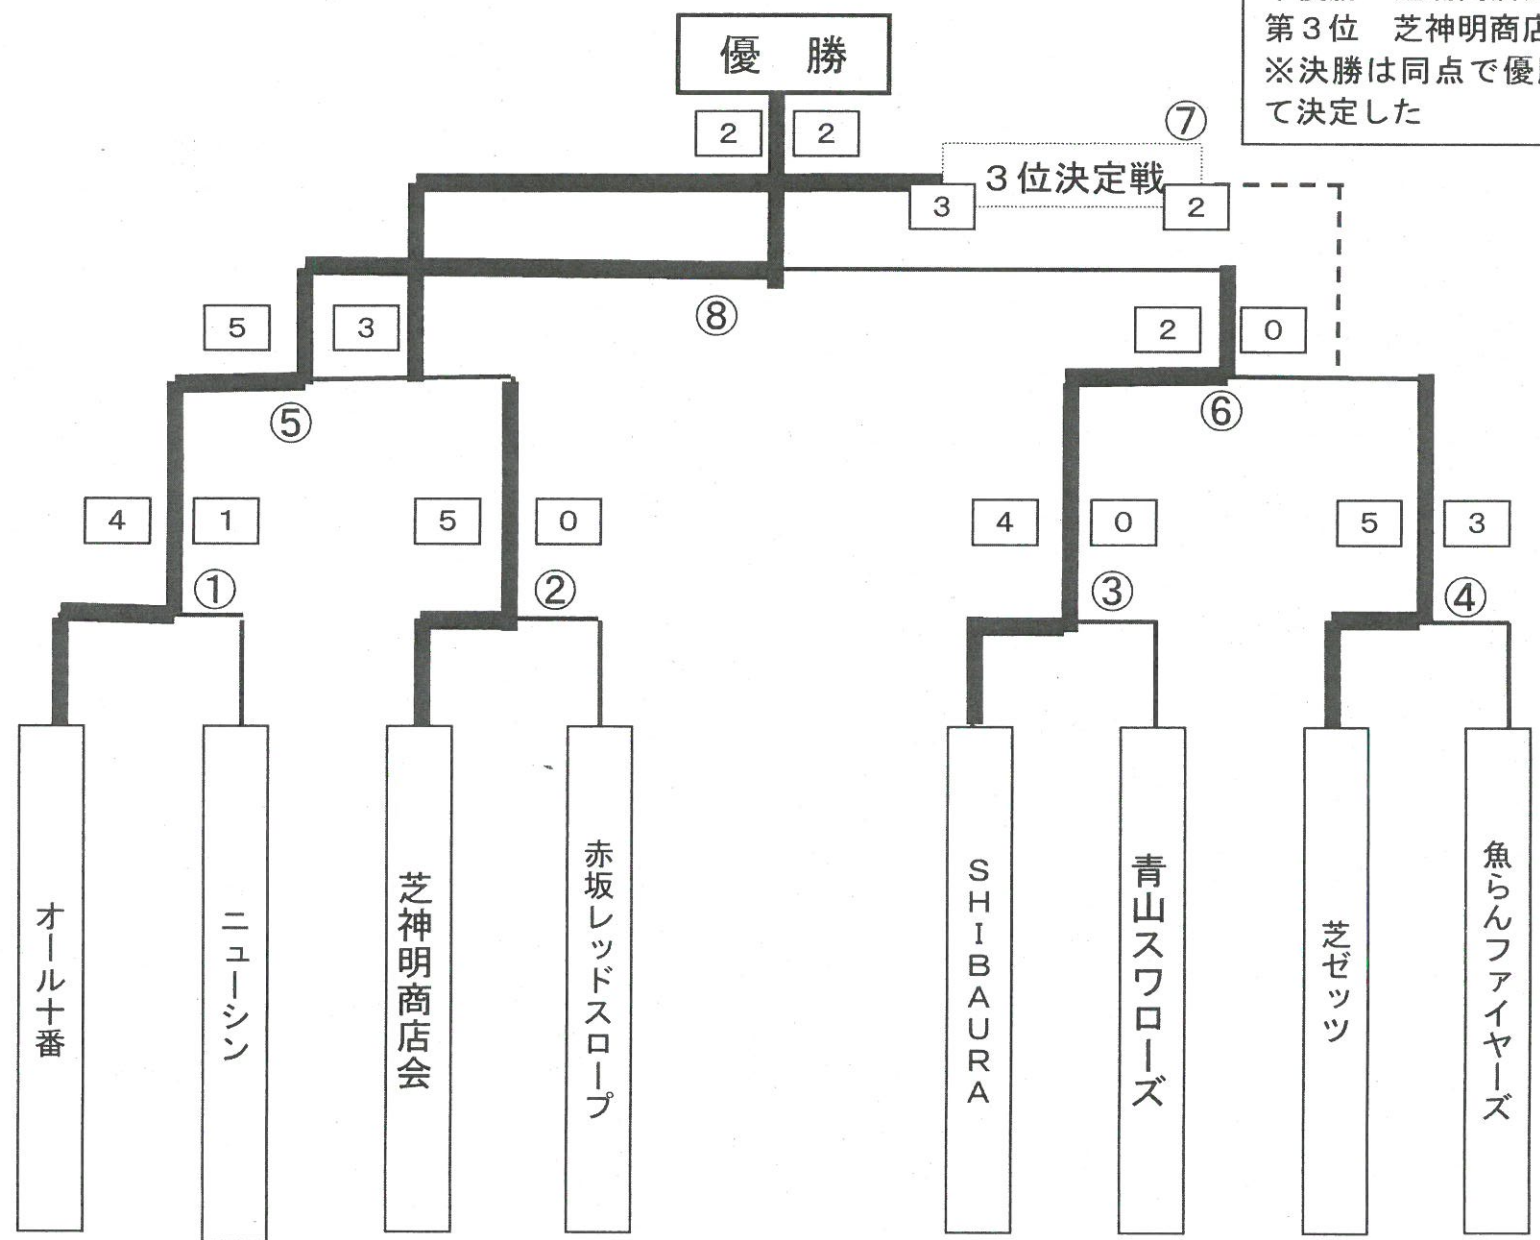 第３位　芝神明商店
※決勝は同点で優
て決定した
優　勝
2
2
⑦
３位決定戦
3
2
5
3
⑧
2
0
⑤
⑥
4
1
5
0
4
0
5
3
①
②
③
④
オール十番
ニューシン
芝神明商店会
赤坂レッドスロープ
SHIBAURA
青山スワローズ
芝ゼッツ
魚らんファイヤーズ